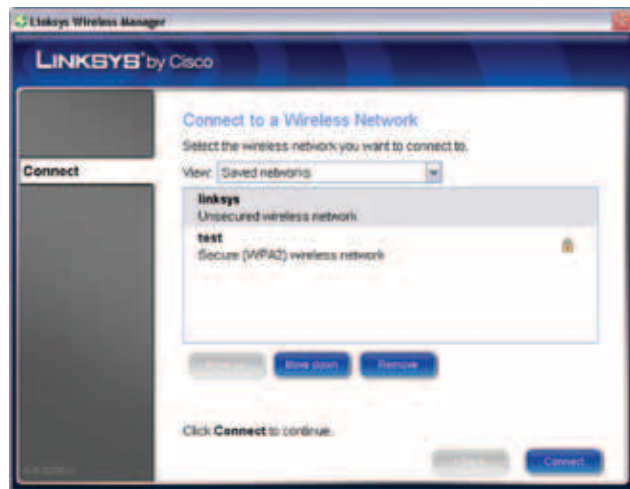 Linksys Wireless Manager
LINKSYS® by Cisco
Connect to a Wireless Network
Select the wireless network you want to connect to.
Connect
View: Saved networks
linksys
Unsecured wireless network
test
Secure (WPA2) wireless network
Move down Remove
Click Connect to continue.
Connect